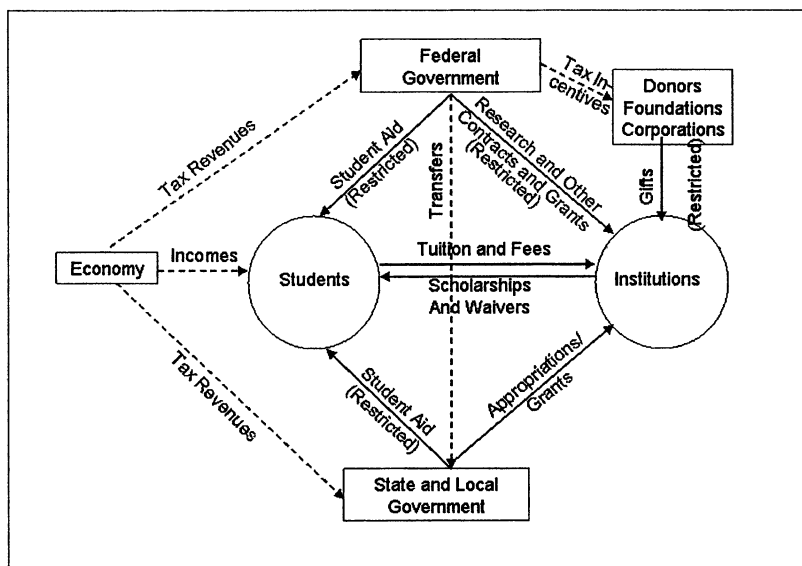 Federal
Government
Tax In-
centives
Donors
Foundations
Corporations
Tax Revenues
Student Aid
(Restricted)
Transfers
Research and Other
Contracts and Grants
(Restricted)
Gifts
(Restricted)
Economy
Incomes
Students
Tuition and Fees
Scholarships
And Waivers
Institutions
Tax Revenues
Student Aid
(Restricted)
Appropriations/
Grants
State and Local
Government